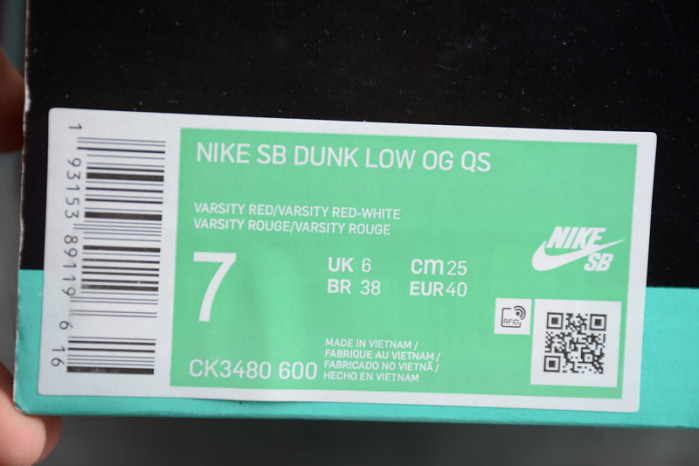 NIKE SB DUNK LOW OG QS
VARSITY RED/VARSITY RED-WHITE
VARSITY ROUGE/VARSITY ROUGE
7
UK 6
cm 25
BR 38
EUR 40
NIKE
SB
RFID
CK3480 600
MADE IN VIETNAM /
FABRIQUE AU VIETNAM /
FABRICADO NO VIETNÃ /
HECHO EN VIETNAM
1 93153 89119 6 16